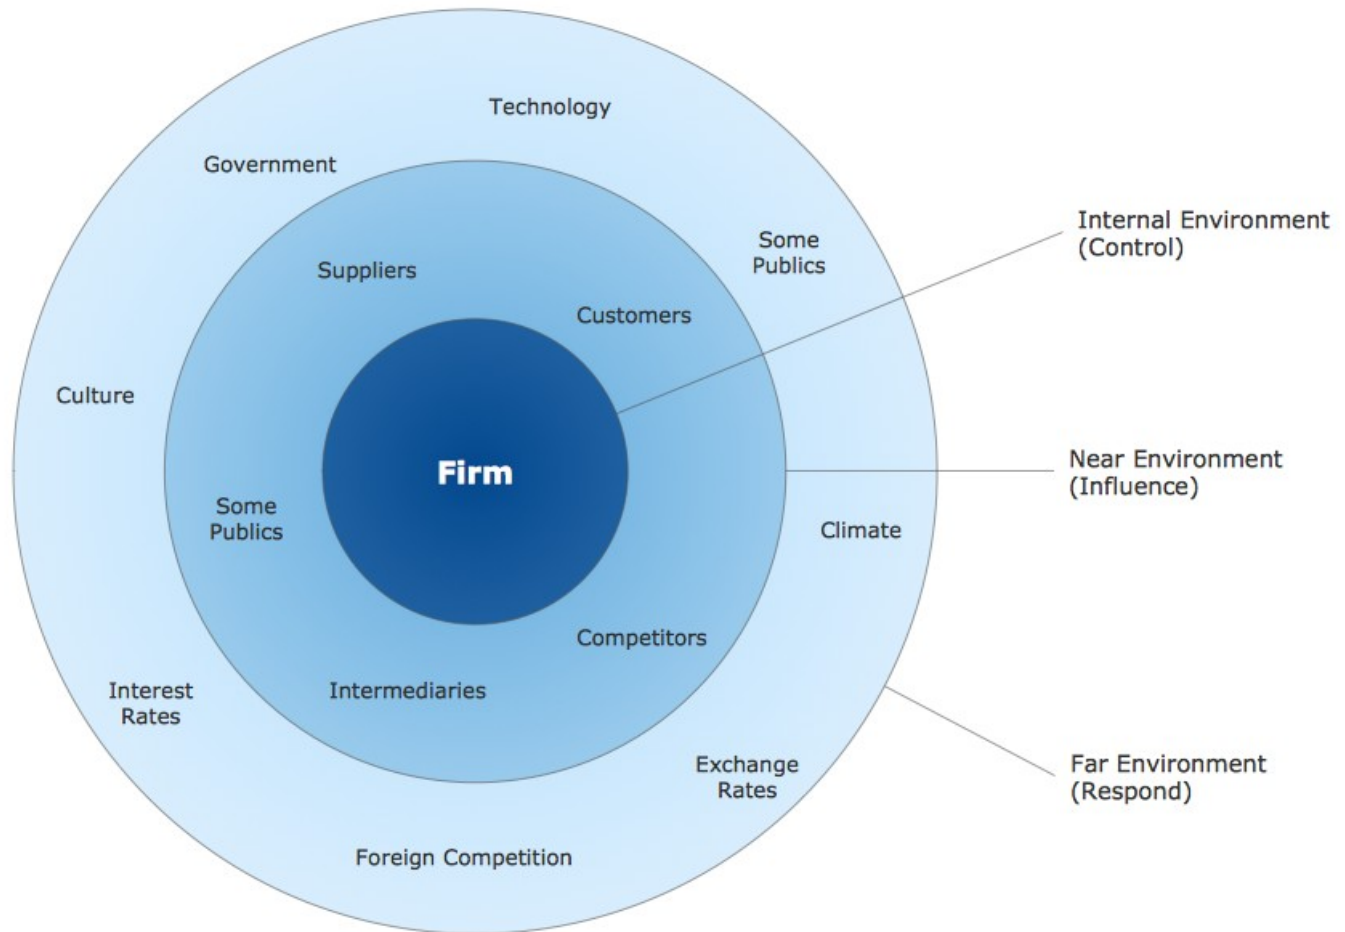 Technology
Government
Some
Publics
Internal Environment
(Control)
Suppliers
Customers
Culture
Firm
Near Environment
(Influence)
Some
Publics
Climate
Competitors
Interest
Rates
Intermediaries
Exchange
Rates
Far Environment
(Respond)
Foreign Competition